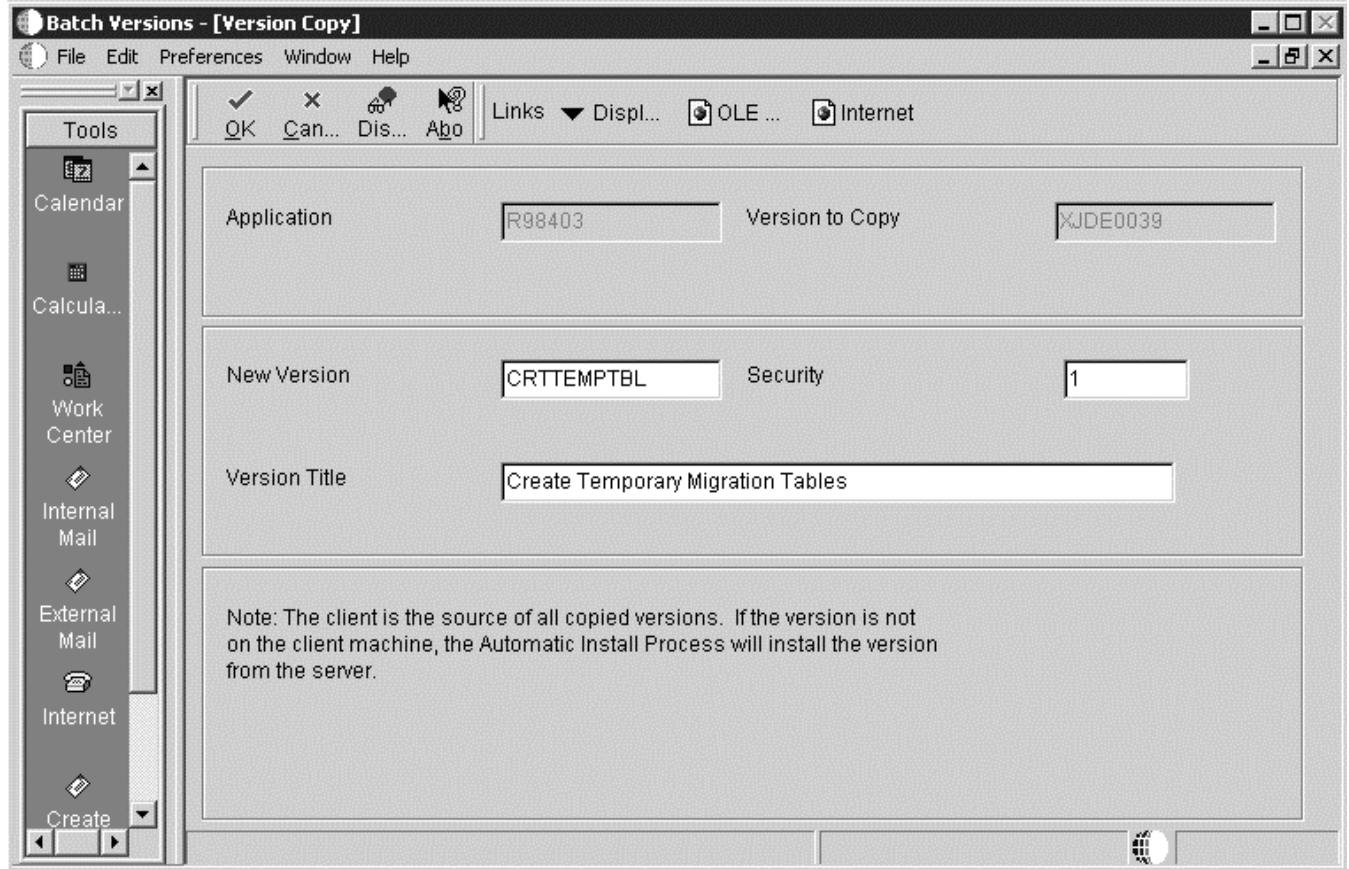 Batch Versions - [Version Copy]
File Edit Preferences Window Help
Tools
Calendar
Calcula...
Work
Center
Internal
Mail
External
Mail
Internet
Create
OK Can... Dis... Abo Links Displ... OLE ... Internet
Application R98403 Version to Copy XJDE0039
New Version CRTTEMPTBL Security 1
Version Title Create Temporary Migration Tables
Note: The client is the source of all copied versions. If the version is not
on the client machine, the Automatic Install Process will install the version
from the server.